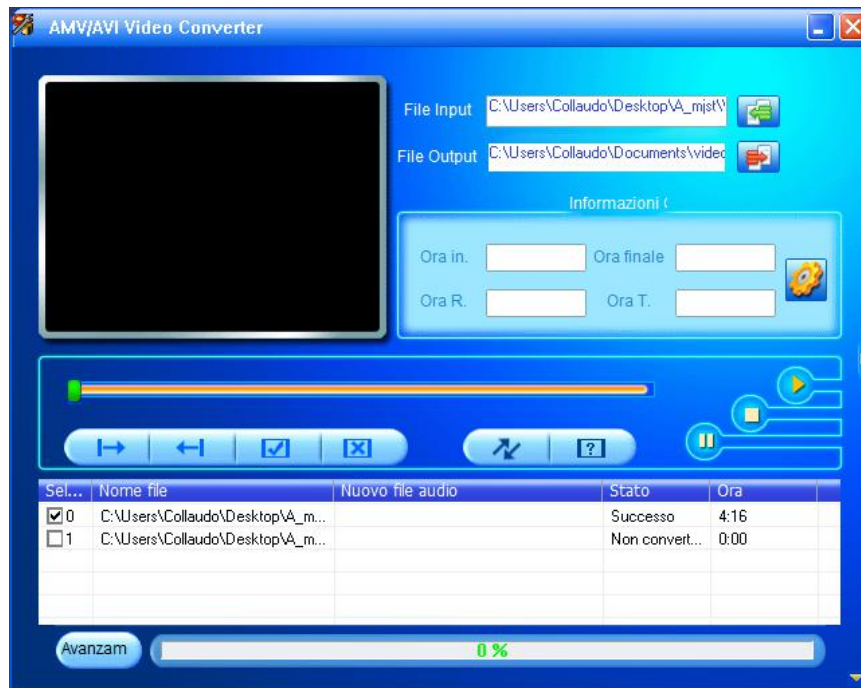 AMV/AVI Video Converter
File Input C:\Users\Collaudo\Desktop\A_mjst\
File Output C:\Users\Collaudo\Documents\videc
Informazioni
Ora in. Ora finale
Ora R. Ora T.
Sel... Nome file Nuovo file audio Stato Ora
0 C:\Users\Collaudo\Desktop\A_m... Successo 4:16
1 C:\Users\Collaudo\Desktop\A_m... Non convert... 0:00
Avanzam 0 %